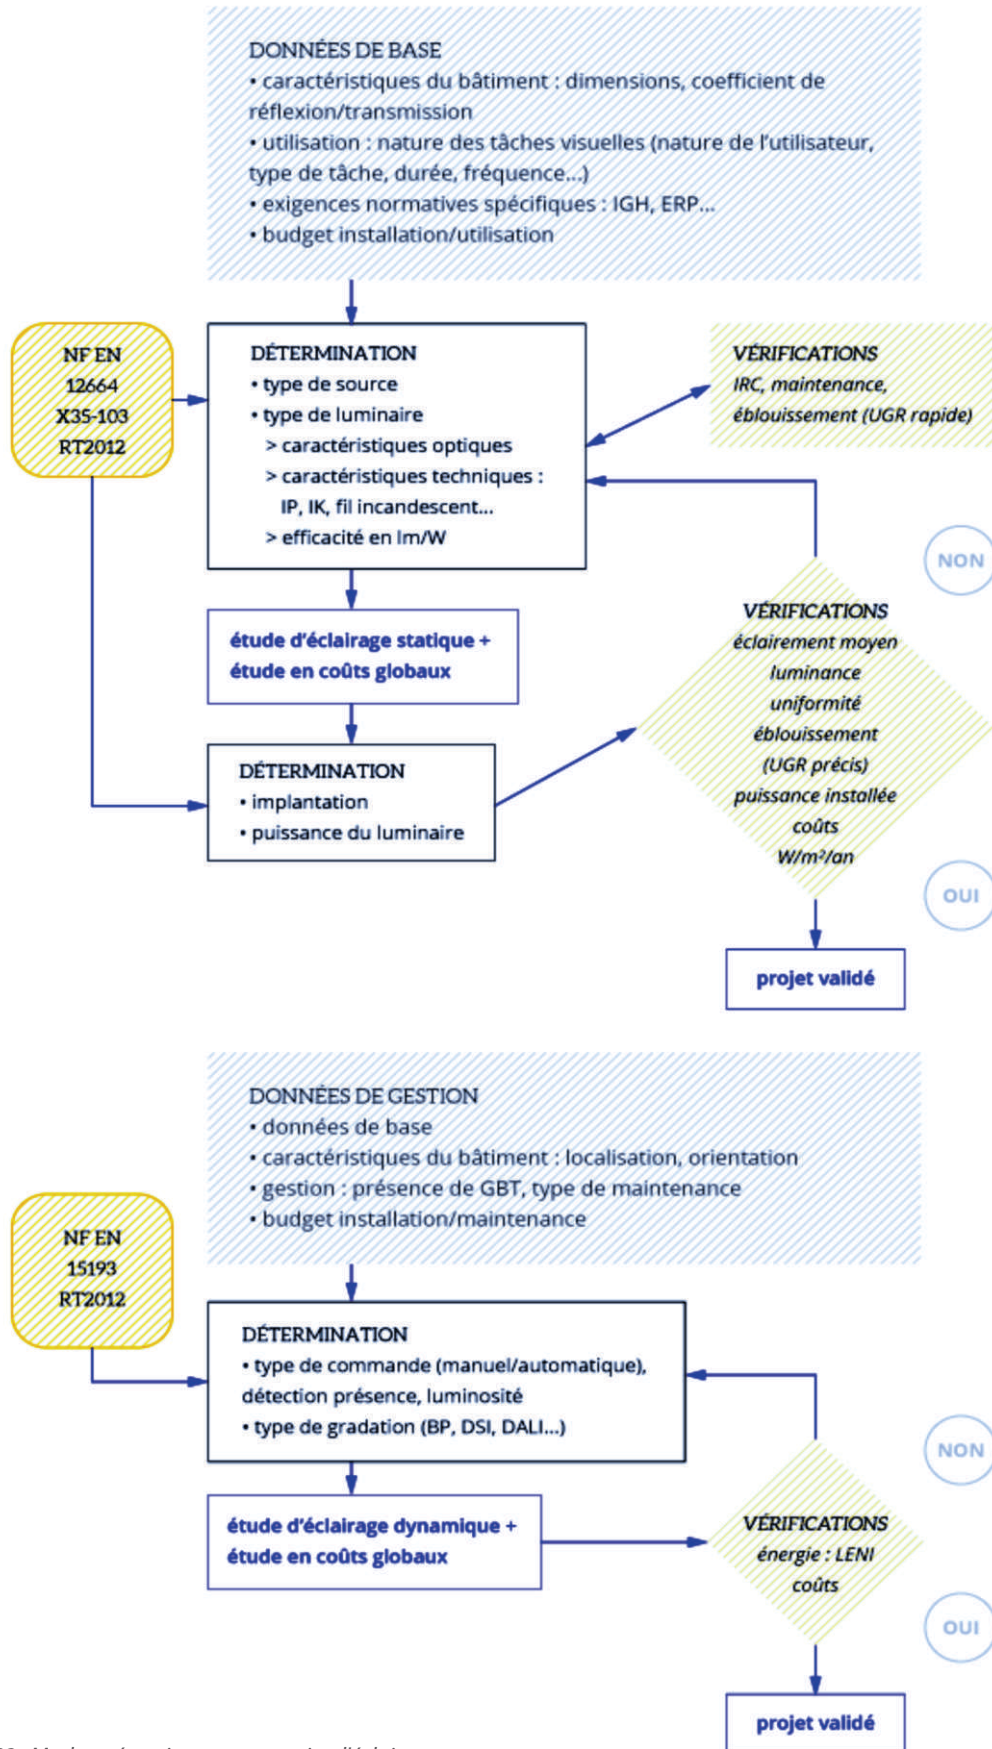 DONNÉES DE BASE
• caractéristiques du bâtiment : dimensions, coefficient de
réflexion/transmission
• utilisation : nature des tâches visuelles (nature de l'utilisateur,
type de tâche, durée, fréquence...)
• exigences normatives spécifiques : IGH, ERP...
• budget installation/utilisation
NF EN
12664
X35-103
RT2012
DÉTERMINATION
• type de source
• type de luminaire
> caractéristiques optiques
> caractéristiques techniques :
IP, IK, fil incandescent...
> efficacité en lm/W
VÉRIFICATIONS
IRC, maintenance,
éblouissement (UGR rapide)
étude d'éclairage statique +
étude en coûts globaux
DÉTERMINATION
• implantation
• puissance du luminaire
NON
VÉRIFICATIONS
éclairement moyen
luminance
uniformité
éblouissement
(UGR précis)
puissance installée
coûts
W/m²/an
OUI
projet validé
DONNÉES DE GESTION
• données de base
• caractéristiques du bâtiment : localisation, orientation
• gestion : présence de GBT, type de maintenance
• budget installation/maintenance
NF EN
15193
RT2012
DÉTERMINATION
• type de commande (manuel/automatique),
détection présence, luminosité
• type de gradation (BP, DSI, DALI...)
étude d'éclairage dynamique +
étude en coûts globaux
NON
VÉRIFICATIONS
énergie : LENI
coûts
OUI
projet validé